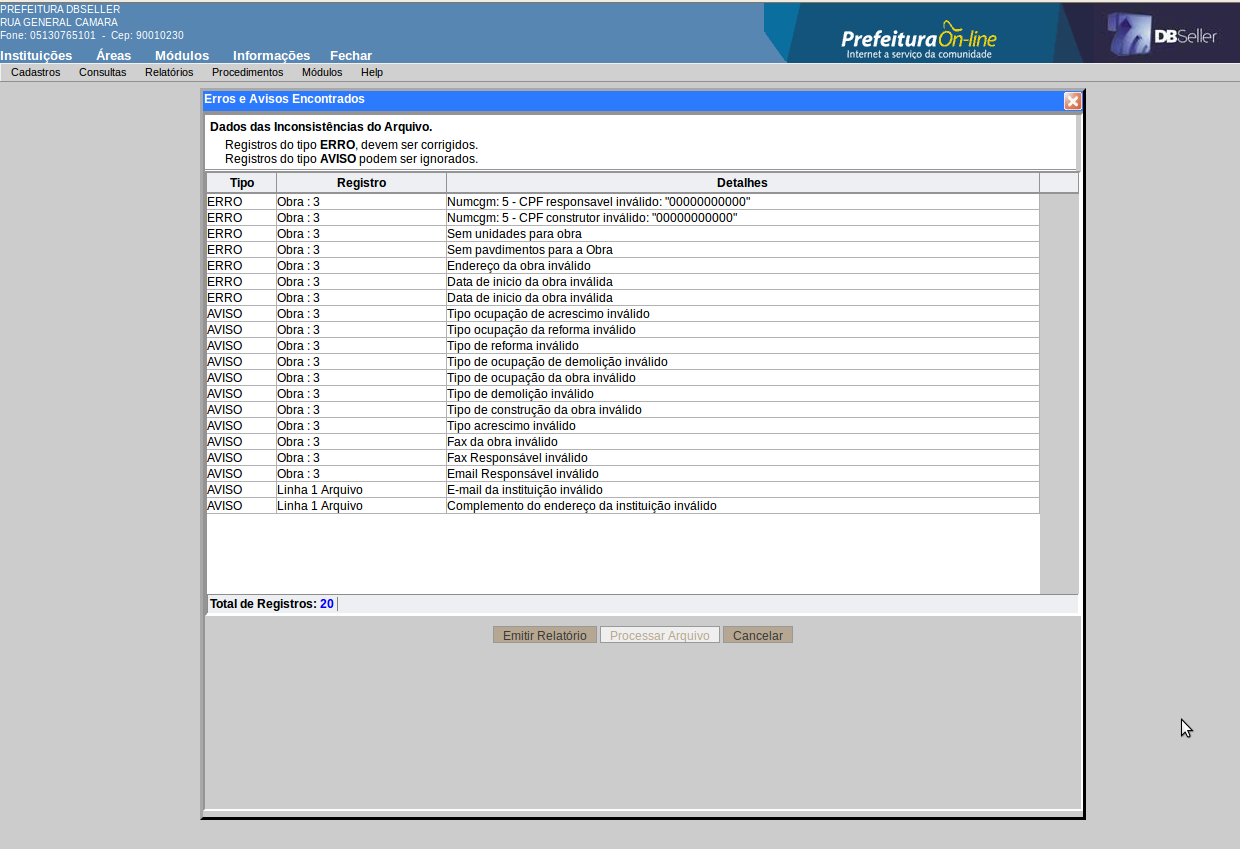 PREFEITURA DBSELLER
RUA GENERAL CAMARA
Fone: 05130765101 - Cep: 90010230
PrefeituraOn-line
Internet a serviço da comunidade
DBSeller
Instituições Áreas Módulos Informações Fechar
Cadastros Consultas Relatórios Procedimentos Módulos Help
Erros e Avisos Encontrados
Dados das Inconsistências do Arquivo.
Registros do tipo ERRO, devem ser corrigidos.
Registros do tipo AVISO podem ser ignorados.
Tipo Registro Detalhes
ERRO Obra : 3 Numcgm: 5 - CPF responsavel inválido: "00000000000"
ERRO Obra : 3 Numcgm: 5 - CPF construtor inválido: "00000000000"
ERRO Obra : 3 Sem unidades para obra
ERRO Obra : 3 Sem pavdimentos para a Obra
ERRO Obra : 3 Endereço da obra inválido
ERRO Obra : 3 Data de inicio da obra inválida
ERRO Obra : 3 Data de inicio da obra inválida
AVISO Obra : 3 Tipo ocupação de acrescimo inválido
AVISO Obra : 3 Tipo ocupação da reforma inválido
AVISO Obra : 3 Tipo de reforma inválido
AVISO Obra : 3 Tipo de ocupação de demolição inválido
AVISO Obra : 3 Tipo de ocupação da obra inválido
AVISO Obra : 3 Tipo de demolição inválido
AVISO Obra : 3 Tipo de construção da obra inválido
AVISO Obra : 3 Tipo acrescimo inválido
AVISO Obra : 3 Fax da obra inválido
AVISO Obra : 3 Fax Responsável inválido
AVISO Obra : 3 Email Responsável inválido
AVISO Linha 1 Arquivo E-mail da instituição inválido
AVISO Linha 1 Arquivo Complemento do endereço da instituição inválido
Total de Registros: 20
Emitir Relatório Processar Arquivo Cancelar